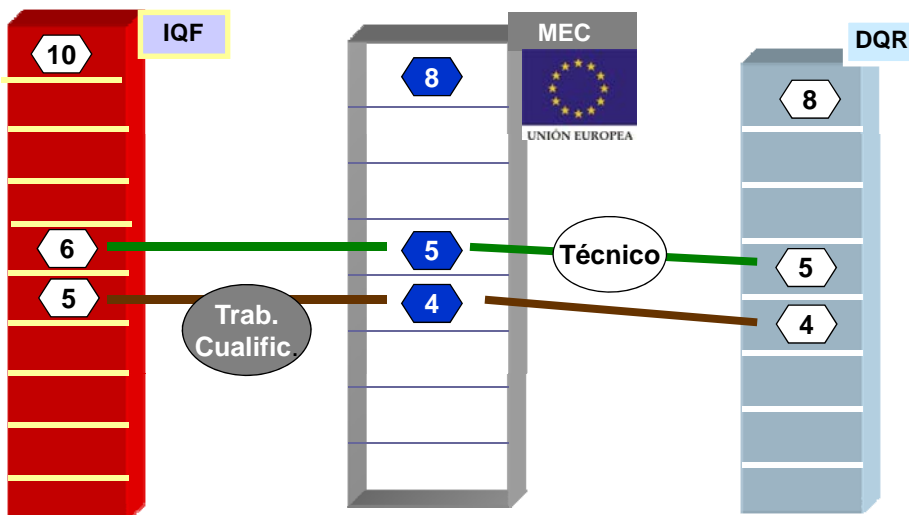 IQF
MEC
DQR
10
8
8
UNIÓN EUROPEA
6
5
Técnico
5
5
4
4
Trab.
Cualific.